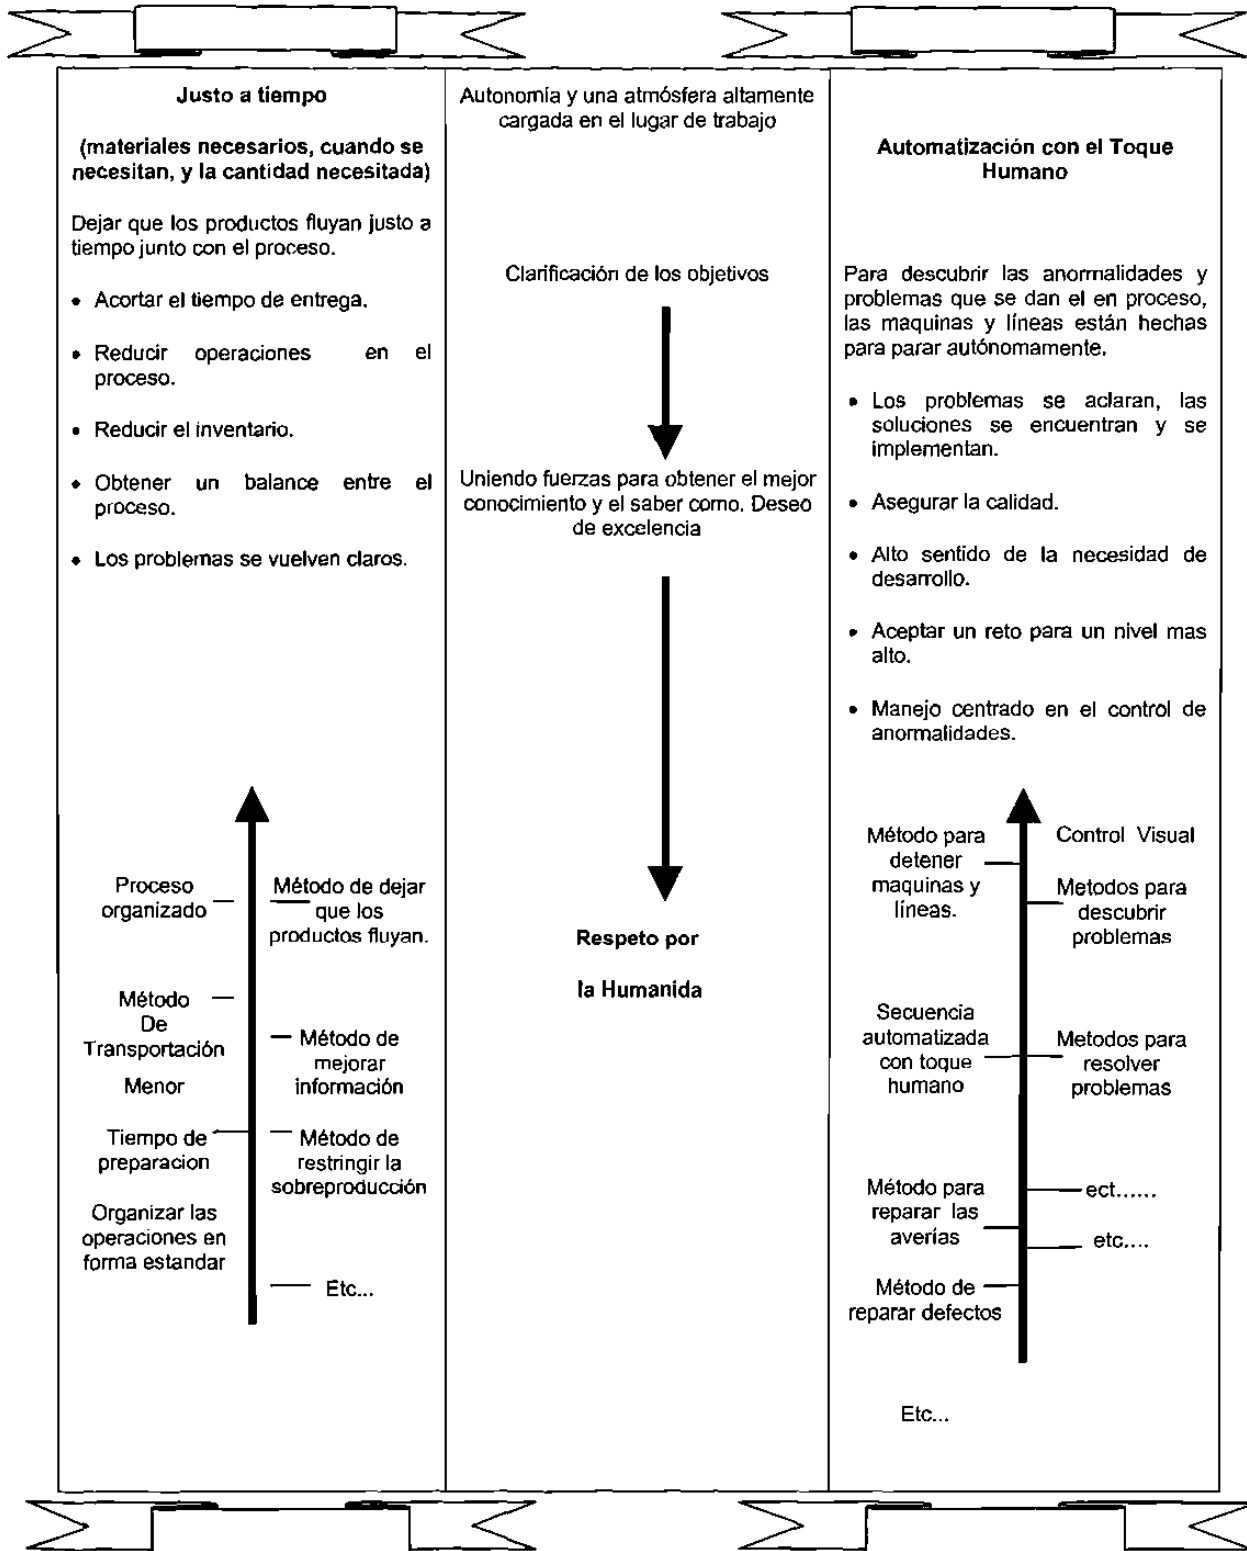 Justo a tiempo
(materiales necesarios, cuando se
necesitan, y la cantidad necesitada)
Dejar que los productos fluyan justo a
tiempo junto con el proceso.
• Acortar el tiempo de entrega.
• Reducir operaciones en el
proceso.
• Reducir el inventario.
• Obtener un balance entre el
proceso.
• Los problemas se vuelven claros.
Proceso
organizado
Método de dejar
que los
productos fluyan.
Método
De
Transportación
Menor
Método de
mejorar
información
Tiempo de
preparacion
Método de
restringir la
sobreproducción
Organizar las
operaciones en
forma estandar
Etc...
Autonomía y una atmósfera altamente
cargada en el lugar de trabajo
Clarificación de los objetivos
Uniendo fuerzas para obtener el mejor
conocimiento y el saber como. Deseo
de excelencia
Respeto por
la Humanida
Automatización con el Toque
Humano
Para descubrir las anormalidades y
problemas que se dan el en proceso,
las maquinas y líneas están hechas
para parar autónomamente.
• Los problemas se aclaran, las
soluciones se encuentran y se
implementan.
• Asegurar la calidad.
• Alto sentido de la necesidad de
desarrollo.
• Aceptar un reto para un nivel mas
alto.
• Manejo centrado en el control de
anormalidades.
Método para
detener
maquinas y
líneas.
Control Visual
Metodos para
descubrir
problemas
Secuencia
automatizada
con toque
humano
Metodos para
resolver
problemas
Método para
reparar las
averías
ect......
etc....
Método de
reparar defectos
Etc...